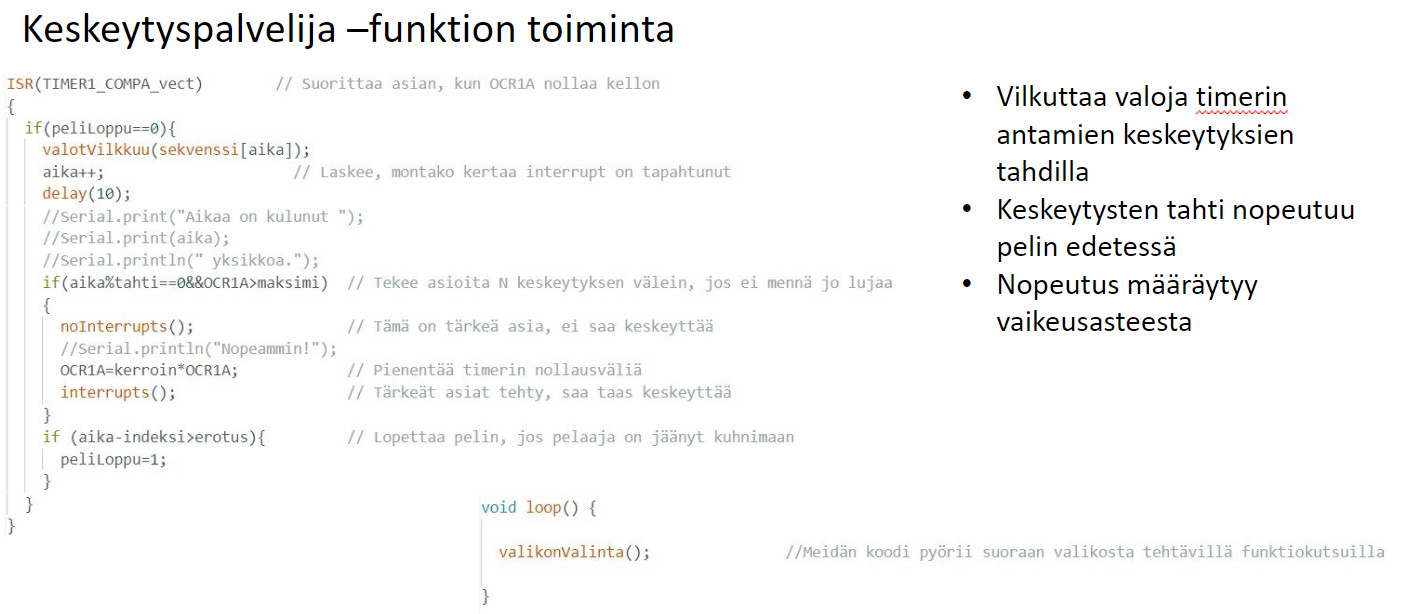 Keskeytyspalvelija –funktion toiminta
ISR(TIMER1_COMPA_vect) // Suorittaa asian, kun OCR1A nollaa kellon
{
if(peliLoppu==0){
valotVilkkuu(sekvenssi[aika]);
aika++; // Laskee, montako kertaa interrupt on tapahtunut
delay(10);
//Serial.print("Aikaa on kulunut ");
//Serial.print(aika);
//Serial.println(" yksikkoa.");
if(aika%tahti==0&&OCR1A>maksimi) // Tekee asioita N keskeytyksen välein, jos ei mennä jo lujaa
{
noInterrupts(); // Tämä on tärkeä asia, ei saa keskeyttää
//Serial.println("Nopeammin!");
OCR1A=kerroin*OCR1A; // Pienentää timerin nollausväliä
interrupts(); // Tärkeät asiat tehty, saa taas keskeyttää
}
if (aika-indeksi>erotus){ // Lopettaa pelin, jos pelaaja on jäänyt kuhnimaan
peliLoppu=1;
}
}
}
void loop() {
valikonValinta(); //Meidän koodi pyörii suoraan valikosta tehtävillä funktiokutsuilla
}
• Vilkuttaa valoja timerin
antamien keskeytyksien
tahdilla
• Keskeytysten tahti nopeutuu
pelin edetessä
• Nopeutus määräytyy
vaikeusasteesta